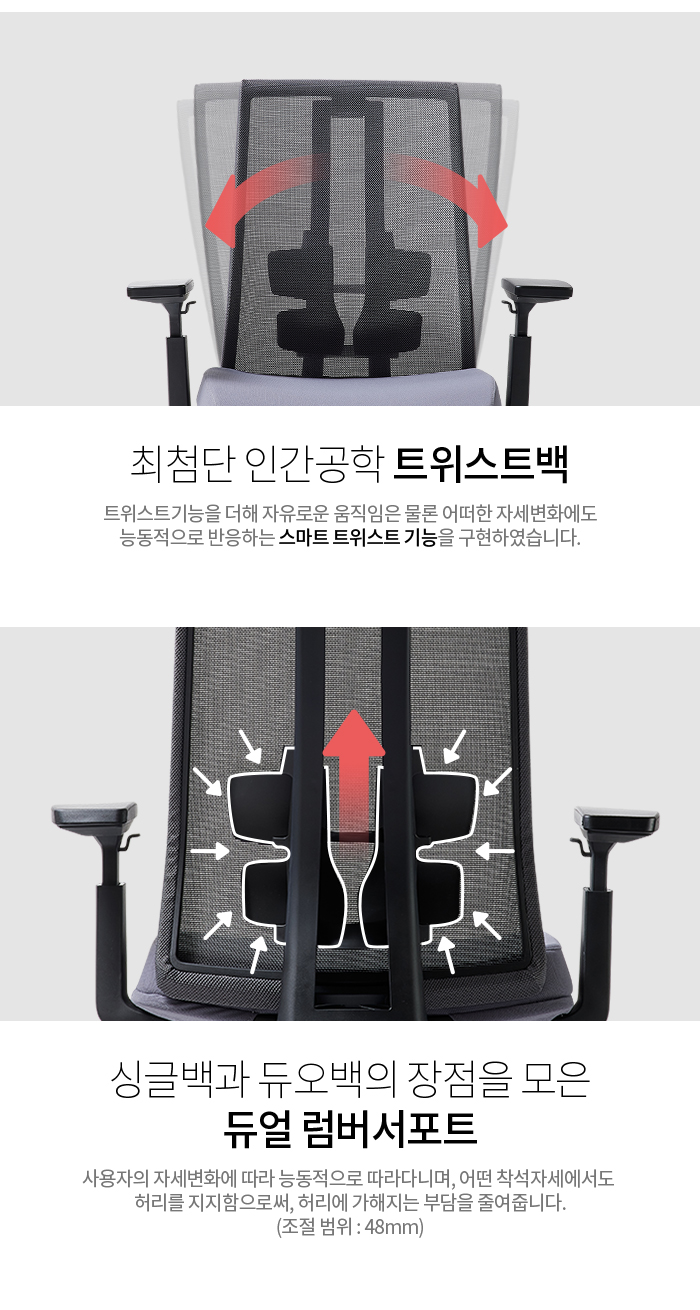 최첨단 인간공학 트위스트백
트위스트기능을 더해 자유로운 움직임은 물론 어떠한 자세변화에도
능동적으로 반응하는 스마트 트위스트 기능을 구현하였습니다.
싱글백과 듀오백의 장점을 모은
듀얼 럼버서포트
사용자의 자세변화에 따라 능동적으로 따라다니며, 어떤 착석자세에서도
허리를 지지함으로써, 허리에 가해지는 부담을 줄여줍니다.
(조절 범위 : 48mm)